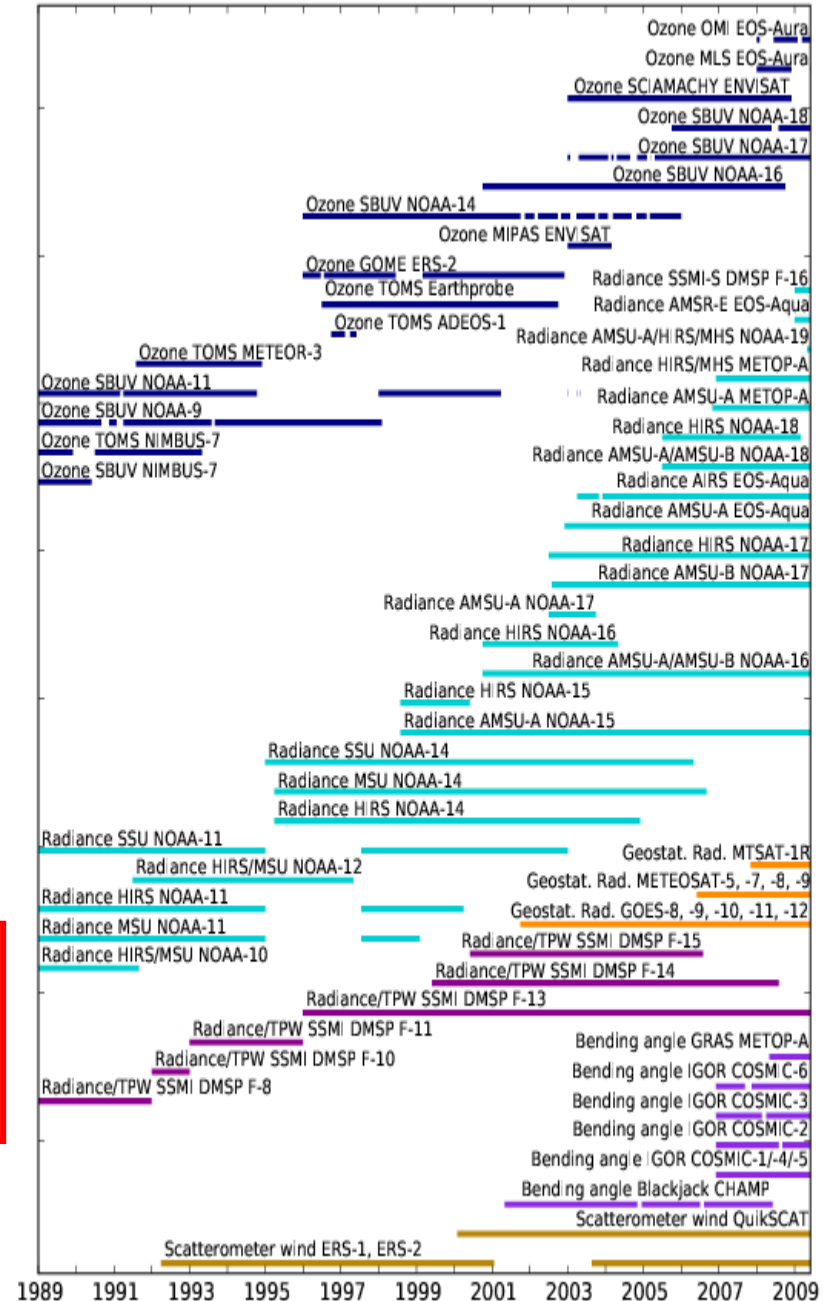 Ozone OMI EOS-Aura
Ozone MLS EOS-Aura
Ozone SCIAMACHY ENVISAT
Ozone SBUV NOAA-18
Ozone SBUV NOAA-17
Ozone SBUV NOAA-16
Ozone SBUV NOAA-14
Ozone MIPAS ENVISAT
Ozone GOME ERS-2
Radiance SSMI-S DMSP F-16
Ozone TOMS Earthprobe
Radiance AMSR-E EOS-Aqua
Ozone TOMS ADEOS-1
Radiance AMSU-A/HIRS/MHS NOAA-19
Ozone TOMS METEOR-3
Radiance HIRS/MHS METOP-A
Ozone SBUV NOAA-11
Radiance AMSU-A METOP-A
Ozone SBUV NOAA-9
Radiance HIRS NOAA-18
Ozone TOMS NIMBUS-7
Radiance AMSU-A/AMSU-B NOAA-18
Ozone SBUV NIMBUS-7
Radiance AIRS EOS-Aqua
Radiance AMSU-A EOS-Aqua
Radiance HIRS NOAA-17
Radiance AMSU-B NOAA-17
Radiance AMSU-A NOAA-17
Radiance HIRS NOAA-16
Radiance AMSU-A/AMSU-B NOAA-16
Radiance HIRS NOAA-15
Radiance AMSU-A NOAA-15
Radiance SSU NOAA-14
Radiance MSU NOAA-14
Radiance HIRS NOAA-14
Radiance SSU NOAA-11
Geostat. Rad. MTSAT-1R
Radiance HIRS/MSU NOAA-12
Geostat. Rad. METEOSAT-5, -7, -8, -9
Radiance HIRS NOAA-11
Geostat. Rad. GOES-8, -9, -10, -11, -12
Radiance MSU NOAA-11
Radiance/TPW SSMI DMSP F-15
Radiance HIRS/MSU NOAA-10
Radiance/TPW SSMI DMSP F-14
Radiance/TPW SSMI DMSP F-13
Radiance/TPW SSMI DMSP F-11
Bending angle GRAS METOP-A
Radiance/TPW SSMI DMSP F-10
Bending angle IGOR COSMIC-6
Radiance/TPW SSMI DMSP F-8
Bending angle IGOR COSMIC-3
Bending angle IGOR COSMIC-2
Bending angle IGOR COSMIC-1/-4/-5
Bending angle Blackjack CHAMP
Scatterometer wind QuikSCAT
Scatterometer wind ERS-1, ERS-2
1989 1991 1993 1995 1997 1999 2001 2003 2005 2007 2009